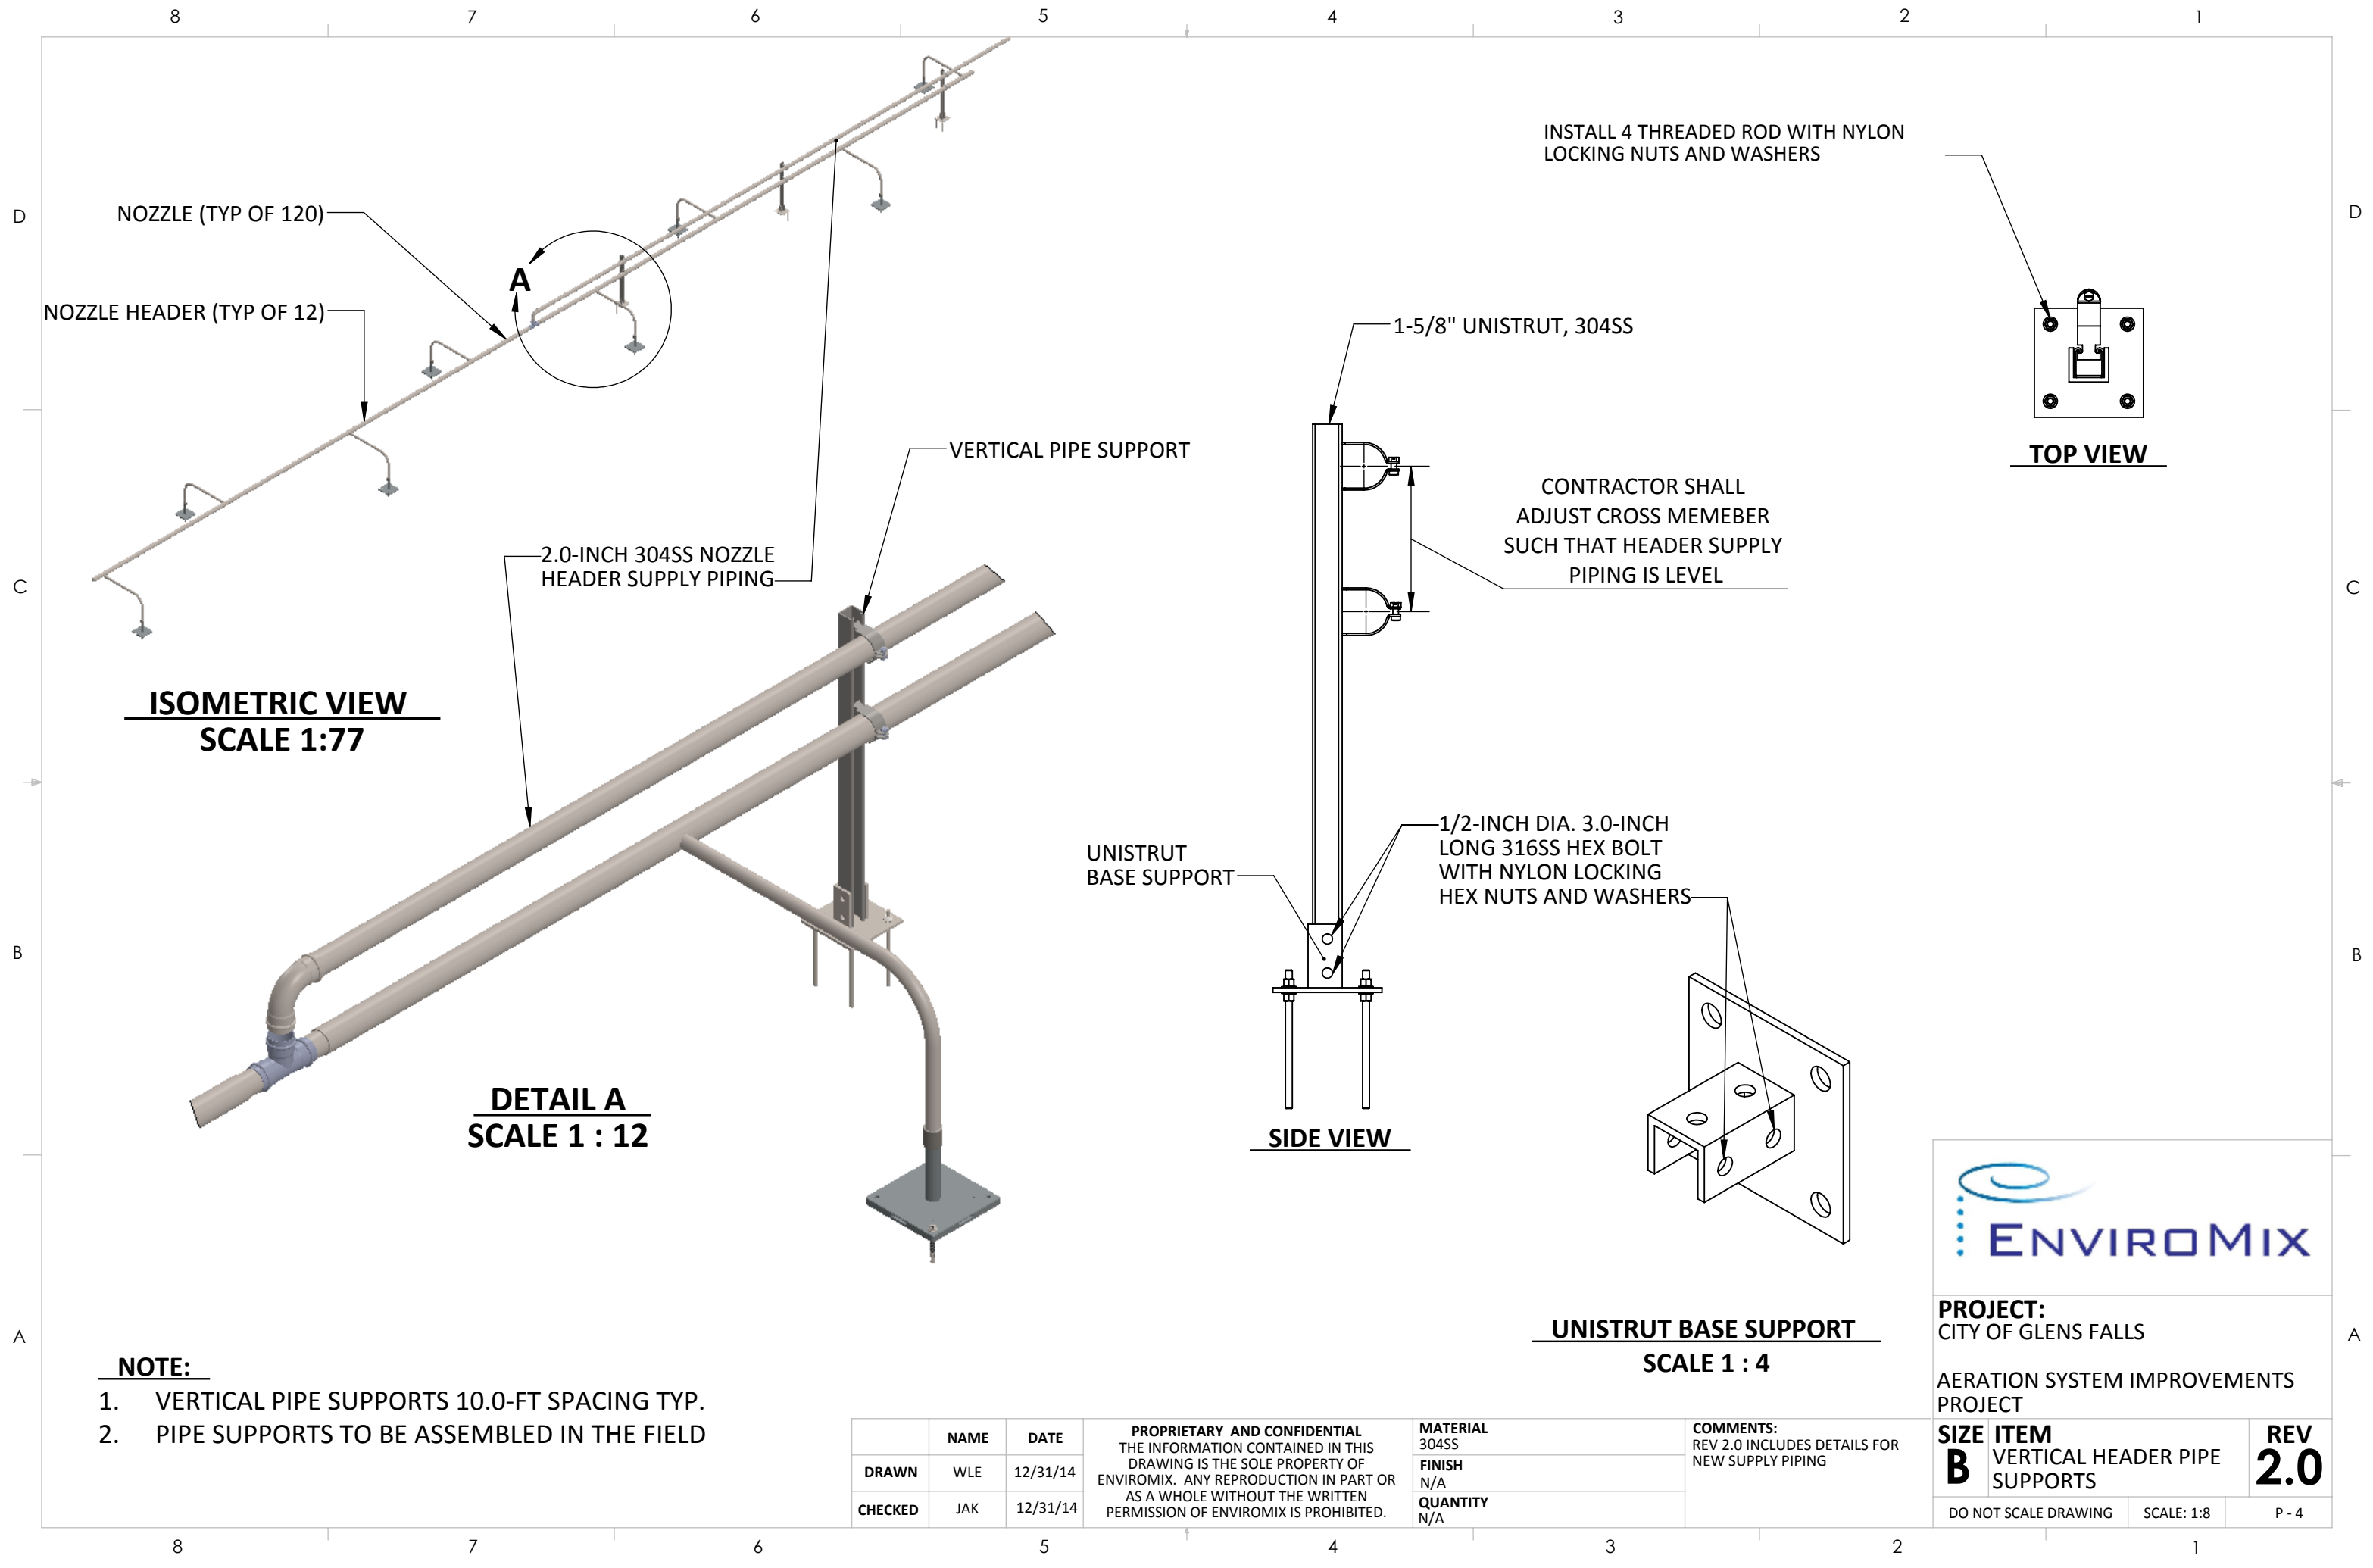 8 7 6 5 4 3 2 1
D
D
C
C
B
B
A
A
NOZZLE (TYP OF 120)
NOZZLE HEADER (TYP OF 12)
A
2.0-INCH 304SS NOZZLE
HEADER SUPPLY PIPING
VERTICAL PIPE SUPPORT
ISOMETRIC VIEW
SCALE 1:77
DETAIL A
SCALE 1 : 12
INSTALL 4 THREADED ROD WITH NYLON
LOCKING NUTS AND WASHERS
TOP VIEW
1-5/8" UNISTRUT, 304SS
CONTRACTOR SHALL
ADJUST CROSS MEMEBER
SUCH THAT HEADER SUPPLY
PIPING IS LEVEL
UNISTRUT
BASE SUPPORT
1/2-INCH DIA. 3.0-INCH
LONG 316SS HEX BOLT
WITH NYLON LOCKING
HEX NUTS AND WASHERS
SIDE VIEW
UNISTRUT BASE SUPPORT
SCALE 1 : 4
NOTE:
1. VERTICAL PIPE SUPPORTS 10.0-FT SPACING TYP.
2. PIPE SUPPORTS TO BE ASSEMBLED IN THE FIELD
NAME DATE
DRAWN WLE 12/31/14
CHECKED JAK 12/31/14
PROPRIETARY AND CONFIDENTIAL
THE INFORMATION CONTAINED IN THIS
DRAWING IS THE SOLE PROPERTY OF
ENVIROMIX. ANY REPRODUCTION IN PART OR
AS A WHOLE WITHOUT THE WRITTEN
PERMISSION OF ENVIROMIX IS PROHIBITED.
MATERIAL
304SS
FINISH
N/A
QUANTITY
N/A
COMMENTS:
REV 2.0 INCLUDES DETAILS FOR
NEW SUPPLY PIPING
ENVIROMIX
PROJECT:
CITY OF GLENS FALLS
AERATION SYSTEM IMPROVEMENTS
PROJECT
SIZE ITEM REV
B VERTICAL HEADER PIPE
SUPPORTS
2.0
DO NOT SCALE DRAWING SCALE: 1:8 P - 4
8 7 6 5 4 3 2 1